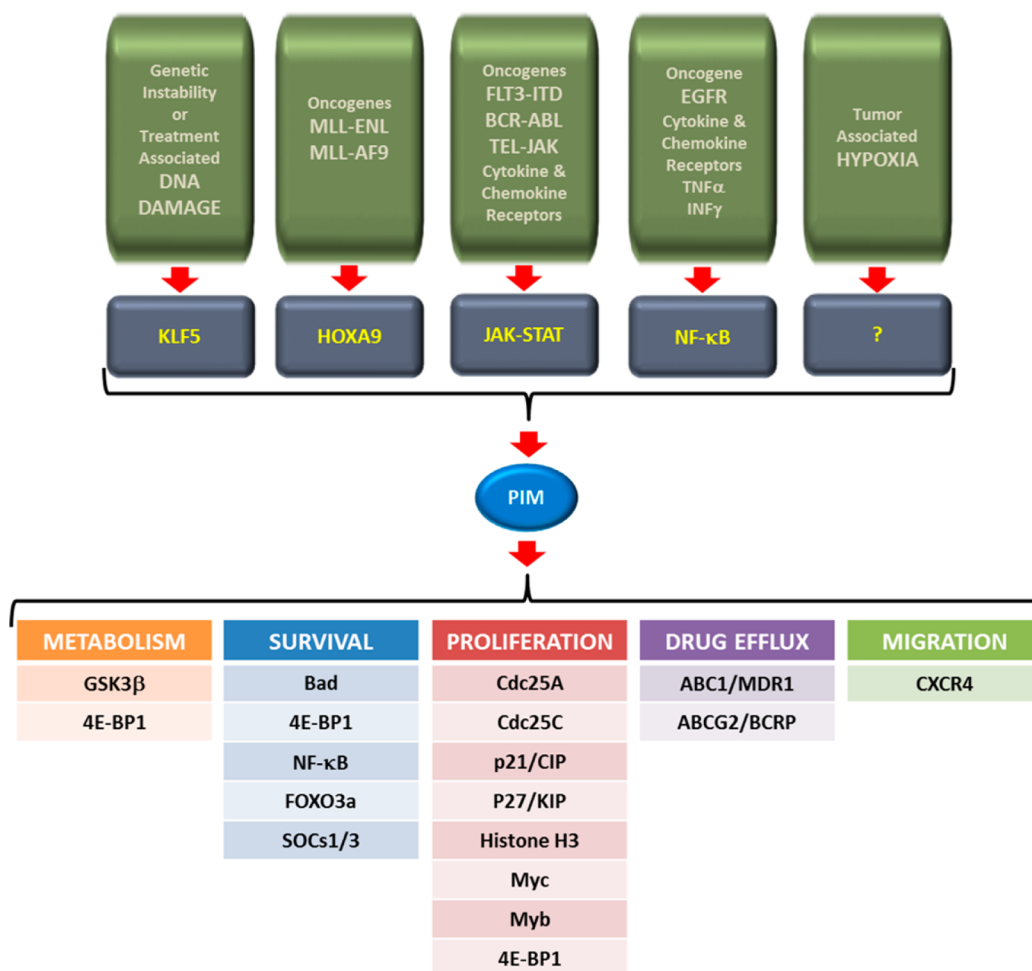 Genetic
Instability
or
Treatment
Associated
DNA
DAMAGE
Oncogenes
MLL-ENL
MLL-AF9
Oncogenes
FLT3-ITD
BCR-ABL
TEL-JAK
Cytokine &
Chemokine
Receptors
Oncogene
EGFR
Cytokine &
Chemokine
Receptors
TNFα
INFγ
Tumor
Associated
HYPOXIA
KLF5
HOXA9
JAK-STAT
NF-κB
?
PIM
METABOLISM
GSK3β
4E-BP1
SURVIVAL
Bad
4E-BP1
NF-κB
FOXO3a
SOCs1/3
PROLIFERATION
Cdc25A
Cdc25C
p21/CIP
P27/KIP
Histone H3
Myc
Myb
4E-BP1
DRUG EFFLUX
ABC1/MDR1
ABCG2/BCRP
MIGRATION
CXCR4